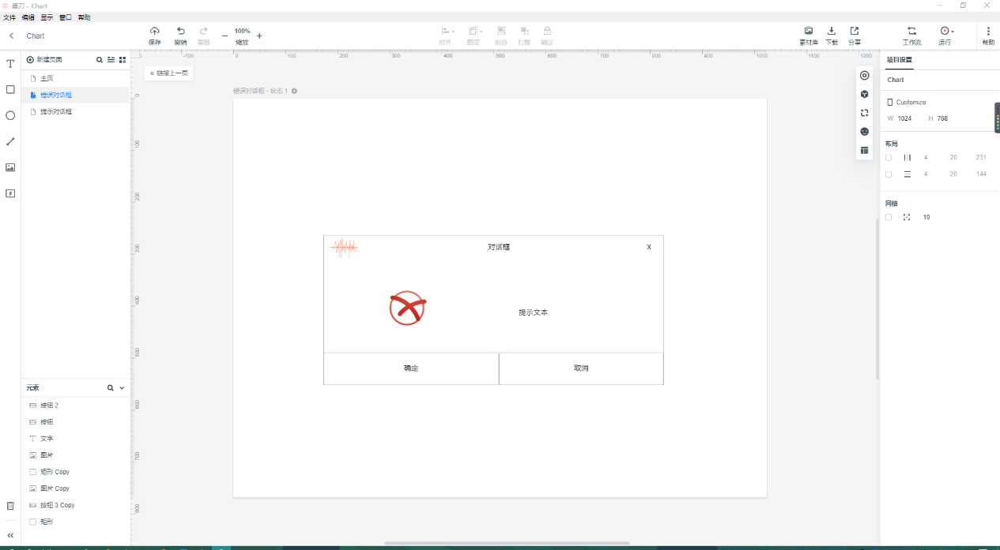 墨刀 - Chart
文件 编辑 显示 窗口 帮助
Chart
保存 撤销 重做 100% 缩放 对齐 图层 组合 打散 锁定 素材库 下载 分享 工作流 运行 帮助
新建页面
主页
错误对话框
提示对话框
链接上一页
-100 0 100 200 300 400 500 600 700 800 900 1000 1100 1200
0
100
200
300
400
500
600
700
800
错误对话框 - 状态 1
对话框 X
提示文本
确定 取消
元素
按钮 2
按钮
文字
图片
矩形 Copy
图片 Copy
按钮 3 Copy
矩形
项目设置
Chart
Customize
W 1024 H 768
布局
4 20 231
4 20 144
网格
10